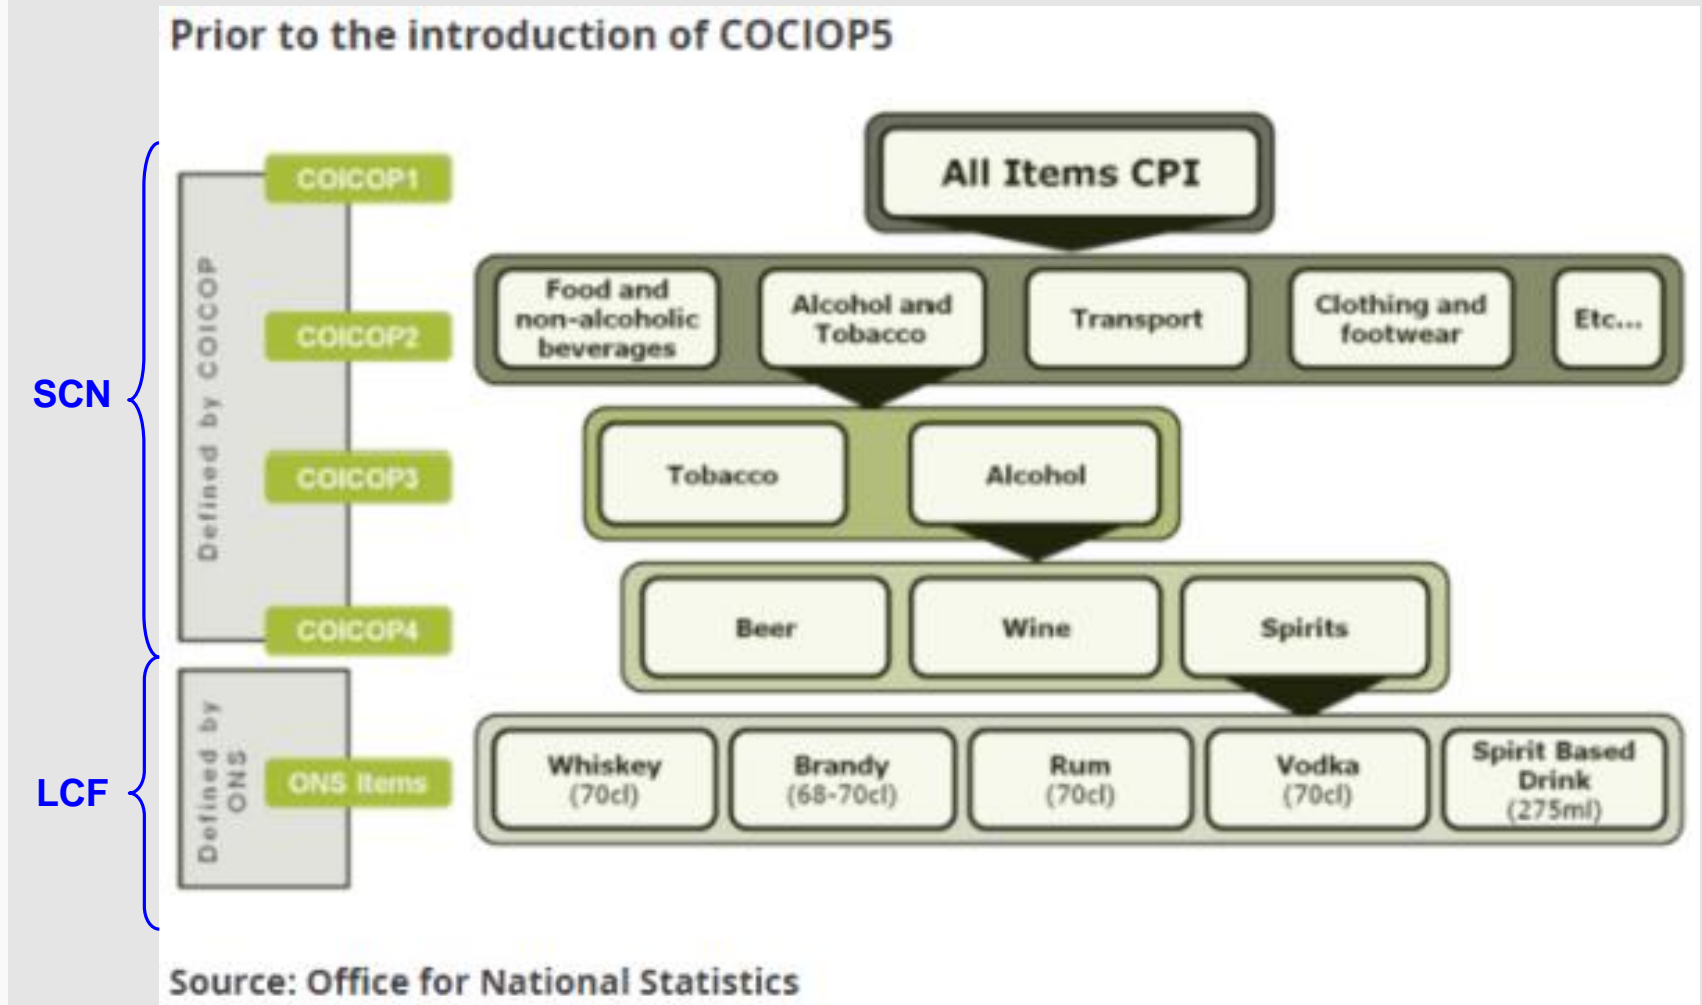 Prior to the introduction of COCIOP5
SCN
LCF
Defined by COICOP
Defined by
ONS
COICOP1
COICOP2
COICOP3
COICOP4
ONS Items
All Items CPI
Food and
non-alcoholic
beverages
Alcohol and
Tobacco
Transport
Clothing and
footwear
Etc...
Tobacco
Alcohol
Beer
Wine
Spirits
Whiskey
(70cl)
Brandy
(68-70cl)
Rum
(70cl)
Vodka
(70cl)
Spirit Based
Drink
(275ml)
Source: Office for National Statistics